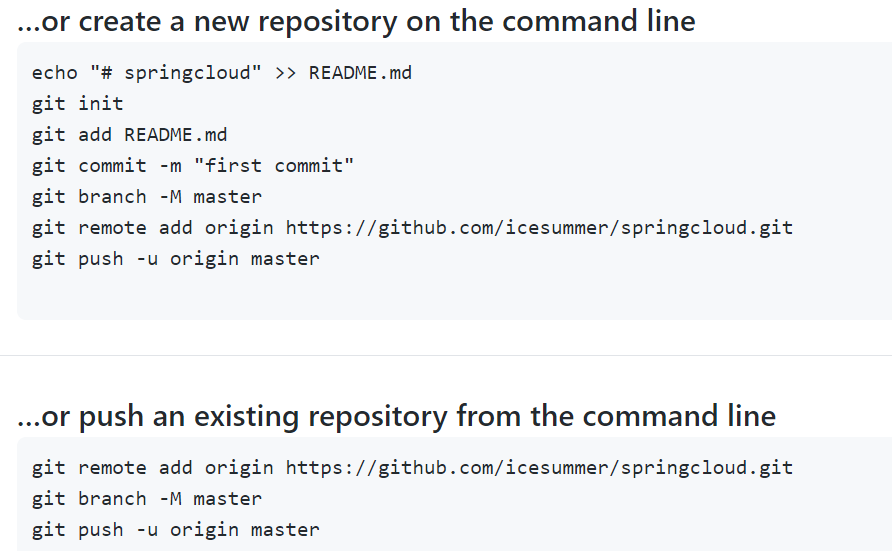 ...or create a new repository on the command line
echo "# springcloud" >> README.md
git init
git add README.md
git commit -m "first commit"
git branch -M master
git remote add origin https://github.com/icesummer/springcloud.git
git push -u origin master
...or push an existing repository from the command line
git remote add origin https://github.com/icesummer/springcloud.git
git branch -M master
git push -u origin master